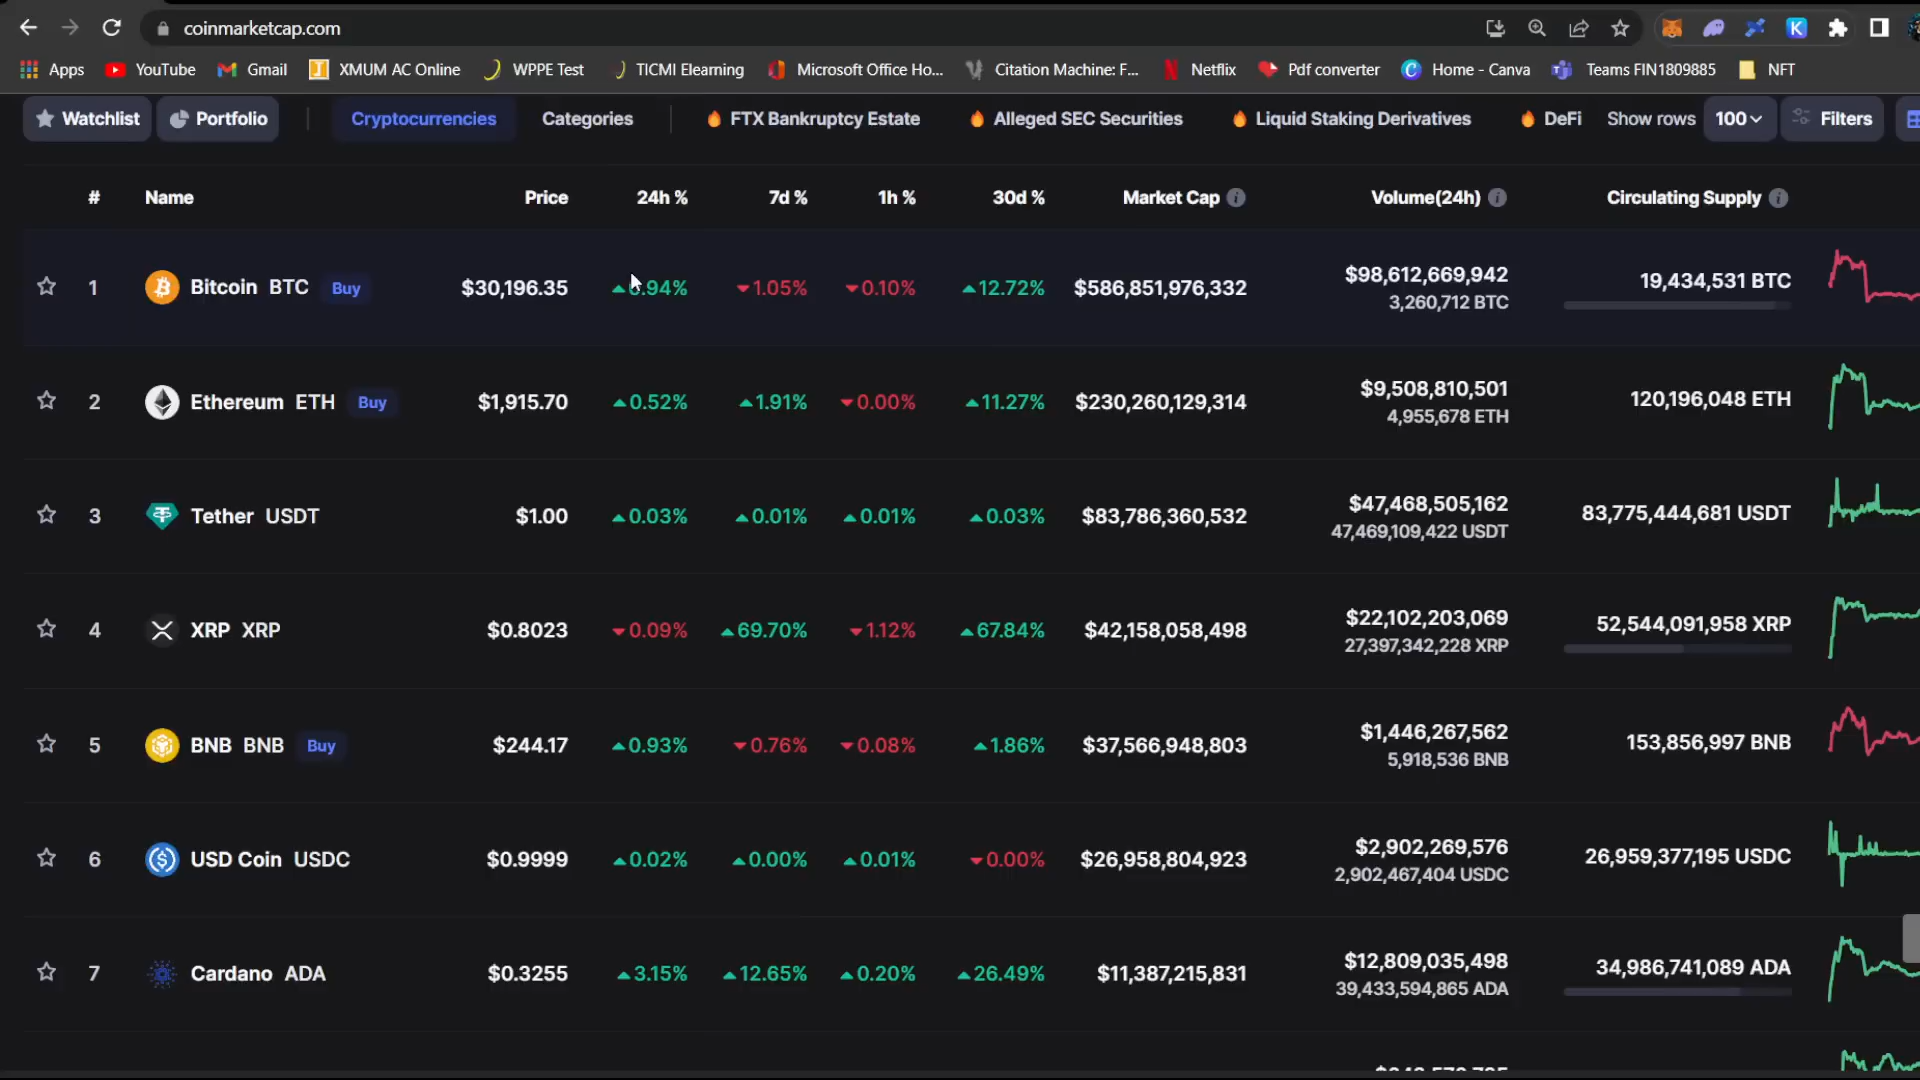 coinmarketcap.com
Apps YouTube Gmail XMUM AC Online WPPE Test TICMI Elearning Microsoft Office Ho... Citation Machine: F... Netflix Pdf converter Home - Canva Teams FIN1809885 NFT
Watchlist Portfolio Cryptocurrencies Categories FTX Bankruptcy Estate Alleged SEC Securities Liquid Staking Derivatives DeFi Show rows 100 Filters
# Name Price 24h % 7d % 1h % 30d % Market Cap Volume(24h) Circulating Supply
1 Bitcoin BTC Buy $30,196.35 .94% 1.05% 0.10% 12.72% $586,851,976,332 $98,612,669,942 19,434,531 BTC
3,260,712 BTC
2 Ethereum ETH Buy $1,915.70 0.52% 1.91% 0.00% 11.27% $230,260,129,314 $9,508,810,501 120,196,048 ETH
4,955,678 ETH
3 Tether USDT $1.00 0.03% 0.01% 0.01% 0.03% $83,786,360,532 $47,468,505,162 83,775,444,681 USDT
47,469,109,422 USDT
4 XRP XRP $0.8023 0.09% 69.70% 1.12% 67.84% $42,158,058,498 $22,102,203,069 52,544,091,958 XRP
27,397,342,228 XRP
5 BNB BNB Buy $244.17 0.93% 0.76% 0.08% 1.86% $37,566,948,803 $1,446,267,562 153,856,997 BNB
5,918,536 BNB
6 USD Coin USDC $0.9999 0.02% 0.00% 0.01% 0.00% $26,958,804,923 $2,902,269,576 26,959,377,195 USDC
2,902,467,404 USDC
7 Cardano ADA $0.3255 3.15% 12.65% 0.20% 26.49% $11,387,215,831 $12,809,035,498 34,986,741,089 ADA
39,433,594,865 ADA